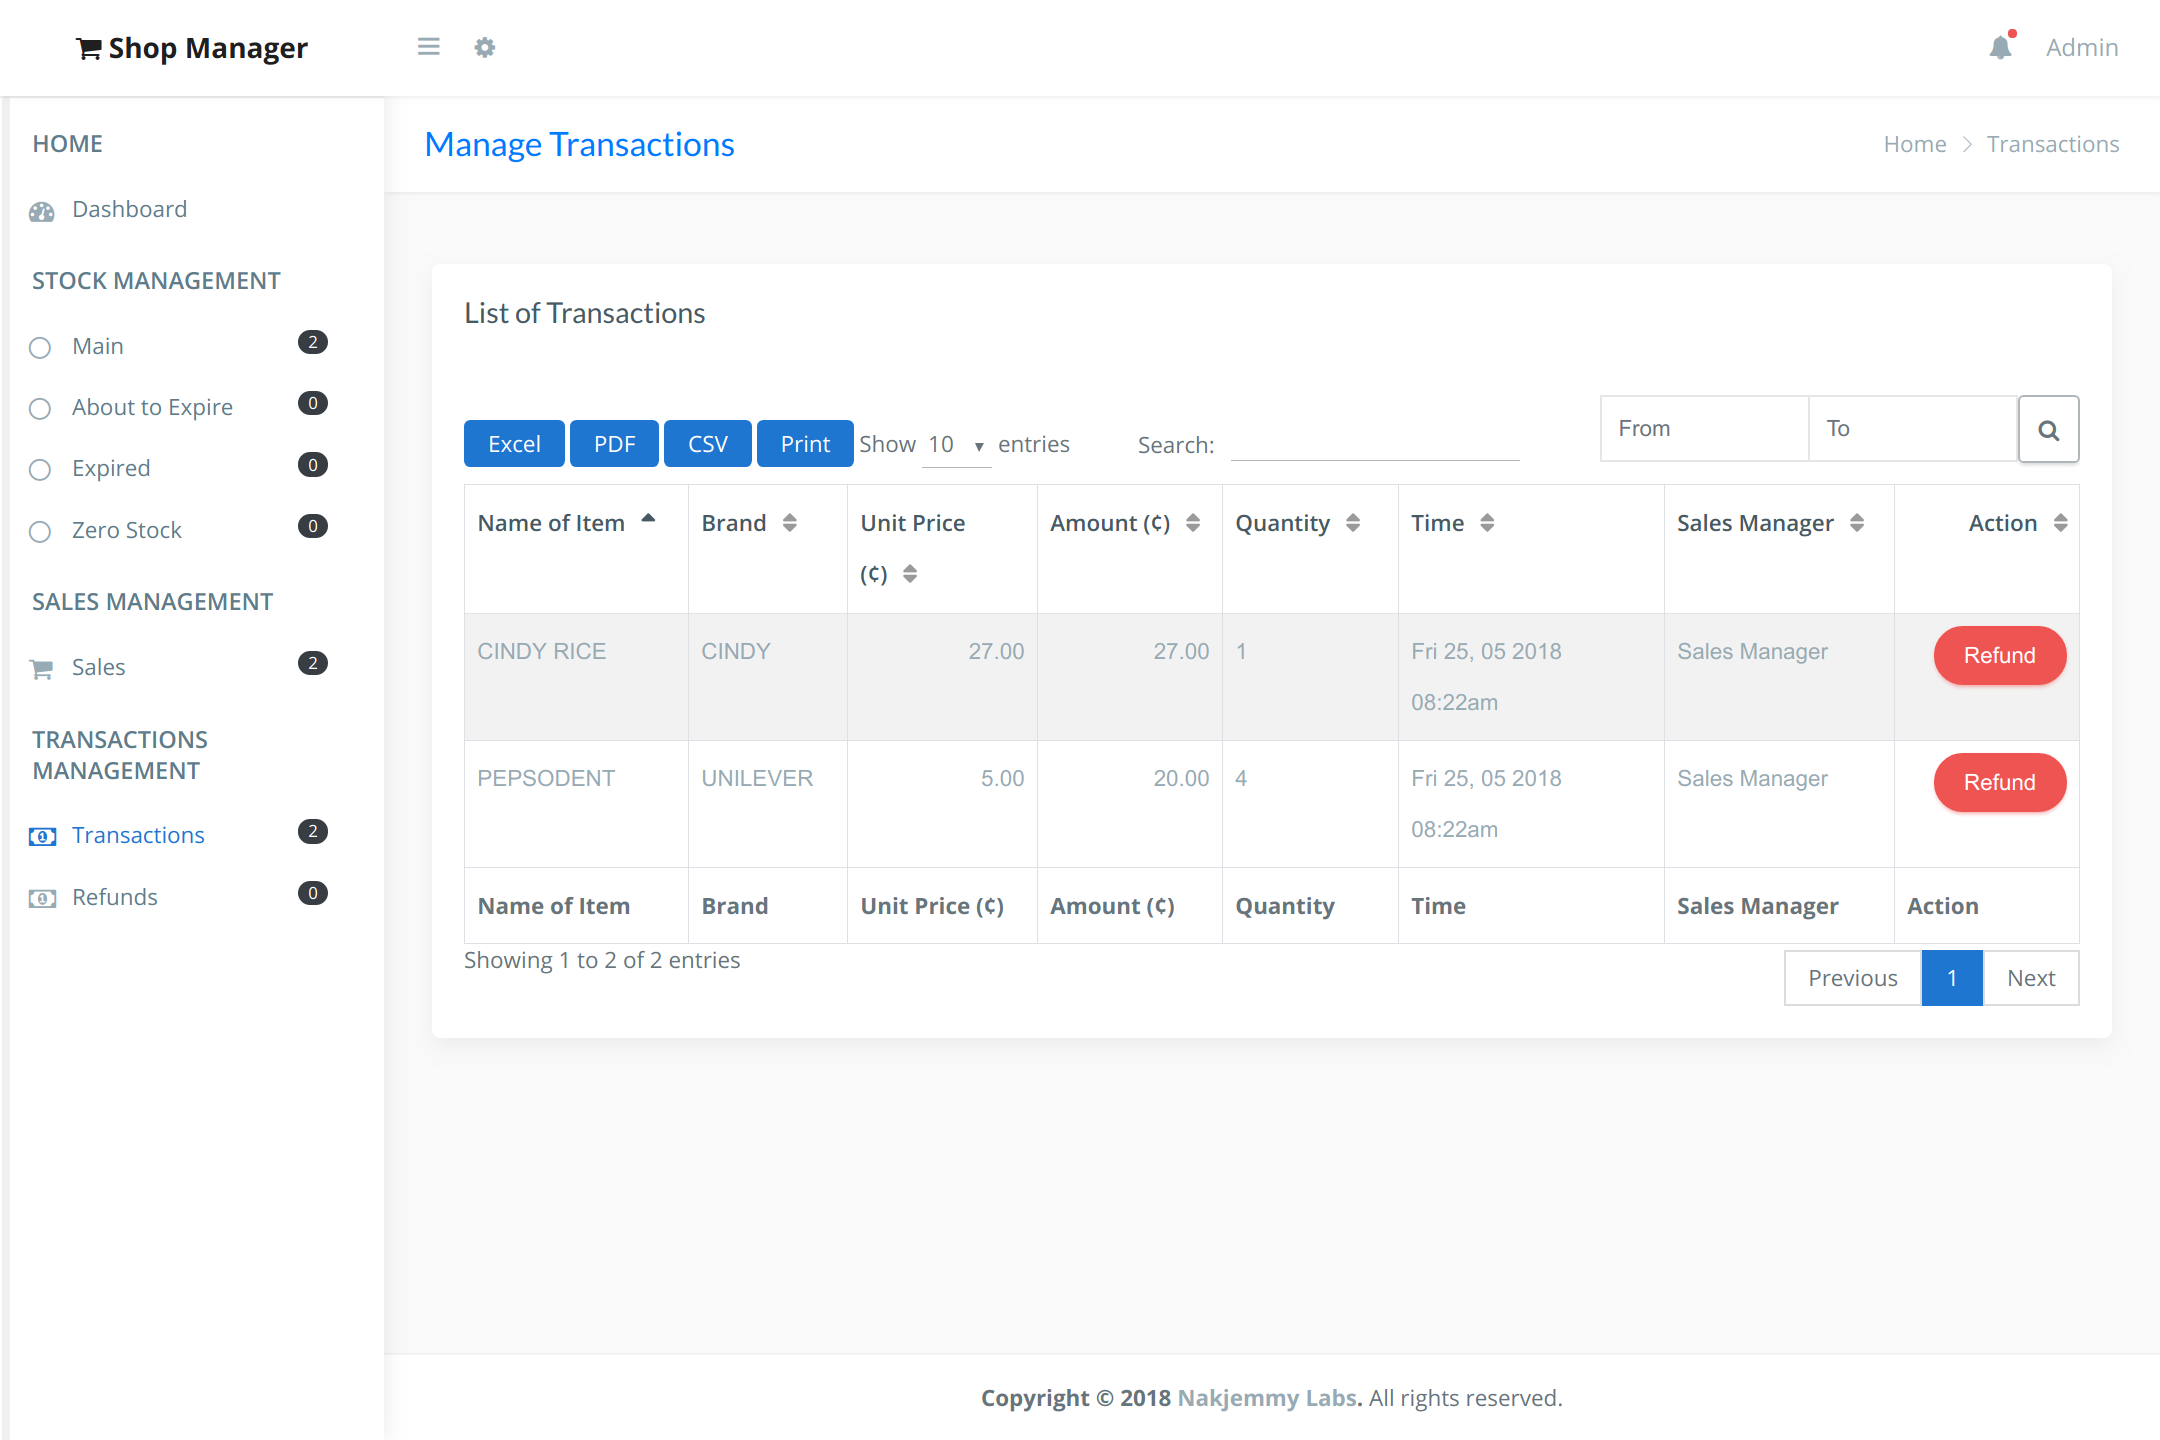 Shop Manager
Admin
HOME
Dashboard
STOCK MANAGEMENT
Main 2
About to Expire 0
Expired 0
Zero Stock 0
SALES MANAGEMENT
Sales 2
TRANSACTIONS
MANAGEMENT
Transactions 2
Refunds 0
Manage Transactions
Home Transactions
List of Transactions
Excel PDF CSV Print Show 10 entries Search: From To
Name of Item Brand Unit Price (¢) Amount (¢) Quantity Time Sales Manager Action
CINDY RICE CINDY 27.00 27.00 1 Fri 25, 05 2018 08:22am Sales Manager Refund
PEPSODENT UNILEVER 5.00 20.00 4 Fri 25, 05 2018 08:22am Sales Manager Refund
Name of Item Brand Unit Price (¢) Amount (¢) Quantity Time Sales Manager Action
Showing 1 to 2 of 2 entries
Previous 1 Next
Copyright © 2018 Nakjemmy Labs. All rights reserved.